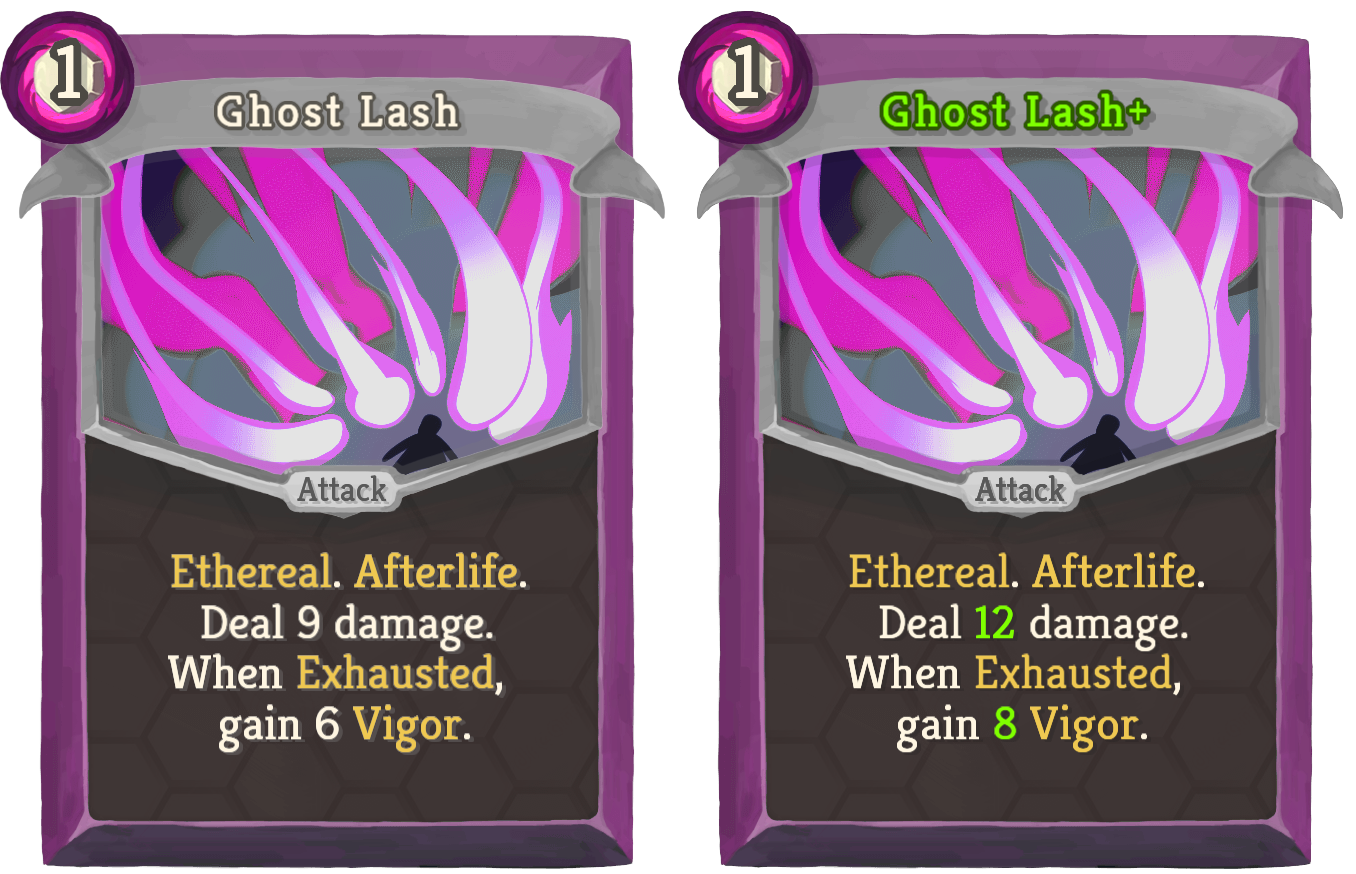 1
Ghost Lash
Attack
Ethereal. Afterlife.
Deal 9 damage.
When Exhausted,
gain 6 Vigor.
1
Ghost Lash+
Attack
Ethereal. Afterlife.
Deal 12 damage.
When Exhausted,
gain 8 Vigor.